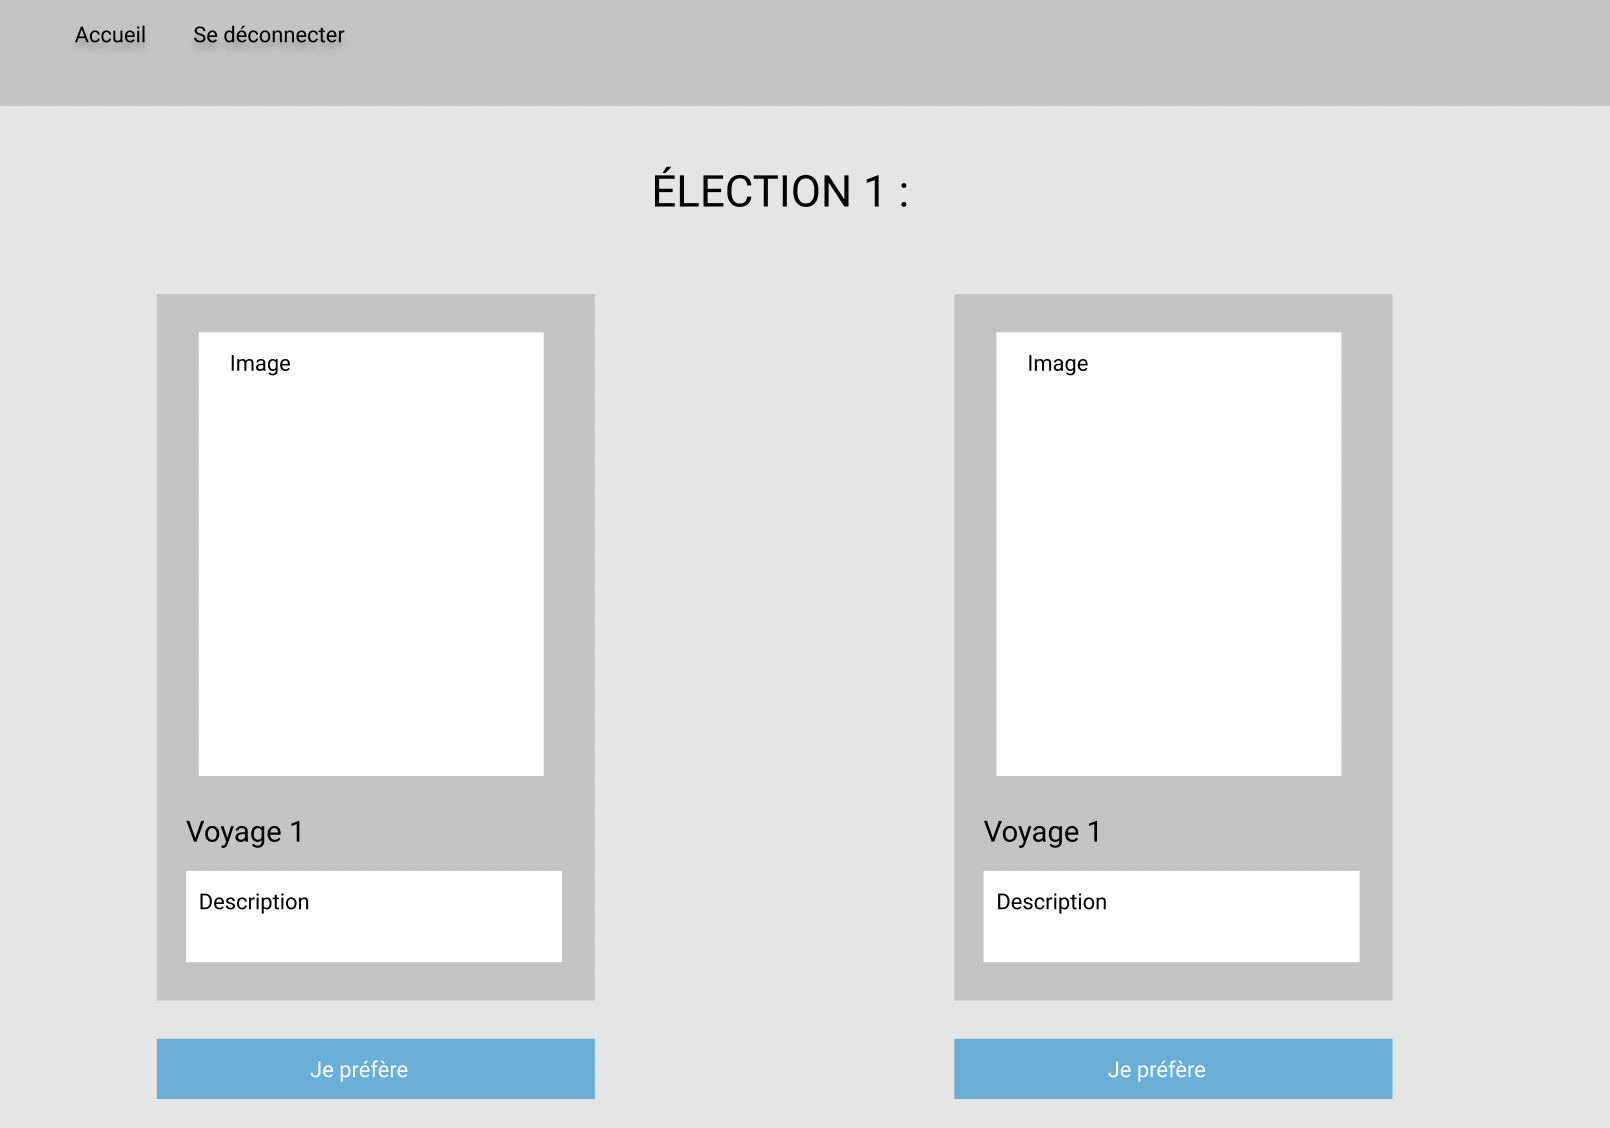 Accueil Se déconnecter
ÉLECTION 1 :
Image
Voyage 1
Description
Je préfère
Image
Voyage 1
Description
Je préfère